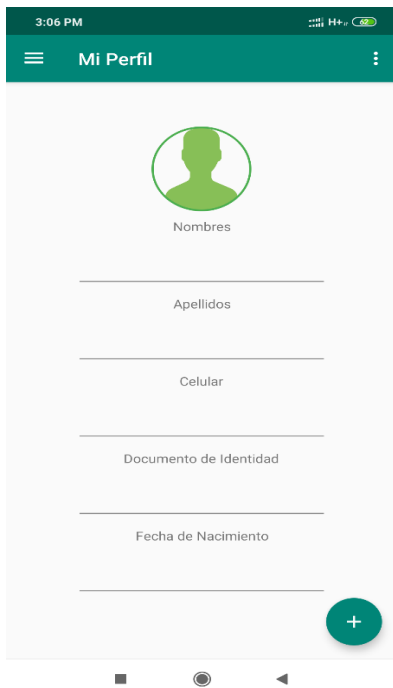 3:06 PM H+ 62
Mi Perfil
Nombres
Apellidos
Celular
Documento de Identidad
Fecha de Nacimiento
+